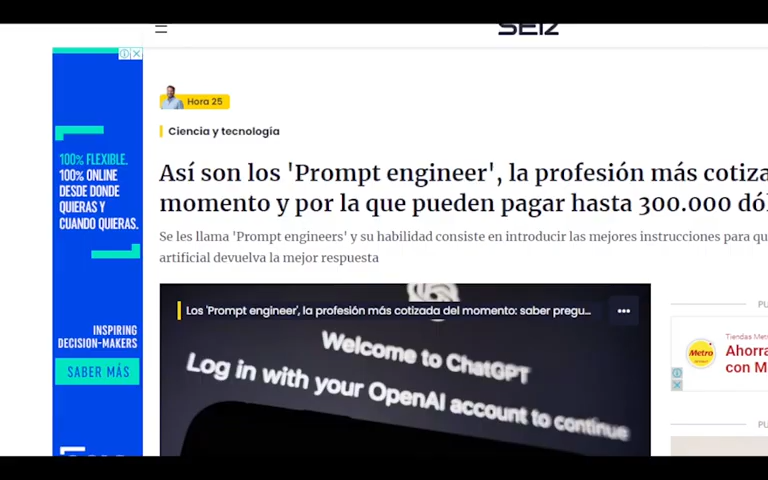 Hora 25
Ciencia y tecnología
Así son los 'Prompt engineer', la profesión más
momento y por la que pueden pagar hasta 300.000
Se les llama 'Prompt engineers' y su habilidad consiste en introducir las mejores instrucciones para
artificial devuelva la mejor respuesta
100% FLEXIBLE.
100% ONLINE
DESDE DONDE
QUIERAS Y
CUANDO QUIERAS.
INSPIRING
DECISION-MAKERS
SABER MÁS
Los 'Prompt engineer', la profesión más cotizada del momento: saber pregu...
Welcome to ChatGPT
Log in with your OpenAI account to continue
Metro
Ahorra
con